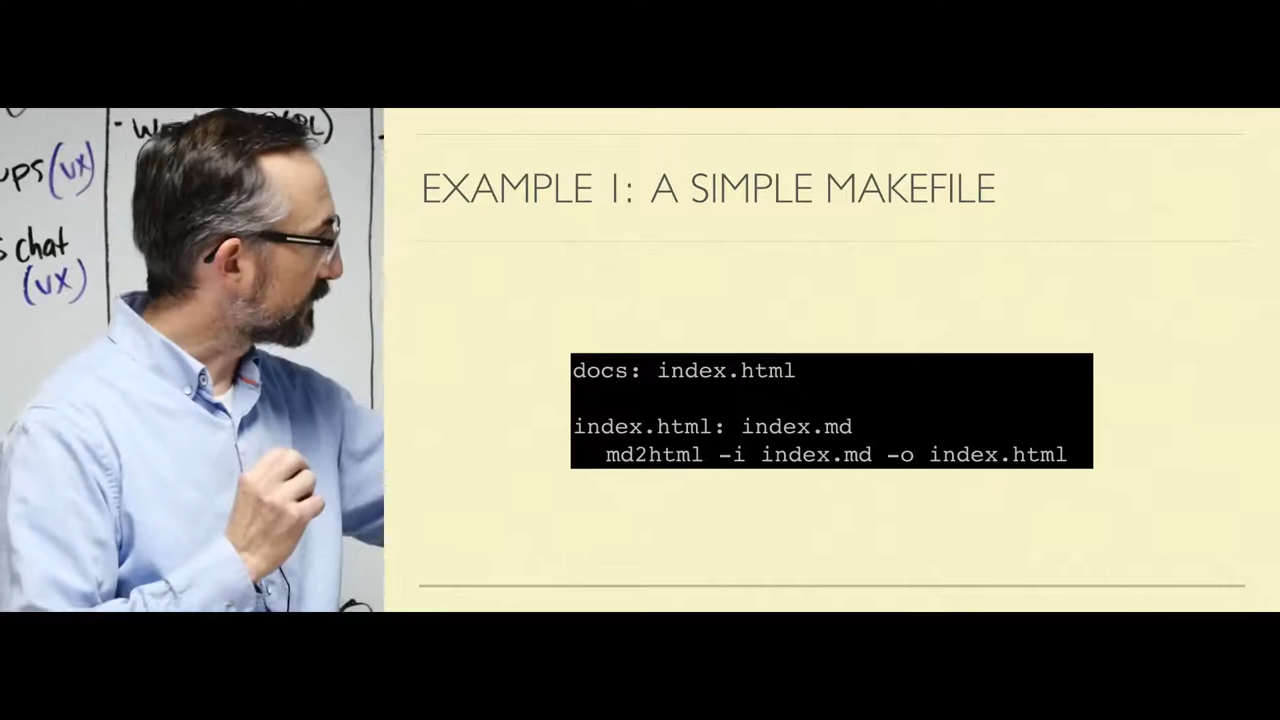 ups (vx)
s chat
(vx)
EXAMPLE 1: A SIMPLE MAKEFILE
docs: index.html
index.html: index.md
md2html -i index.md -o index.html